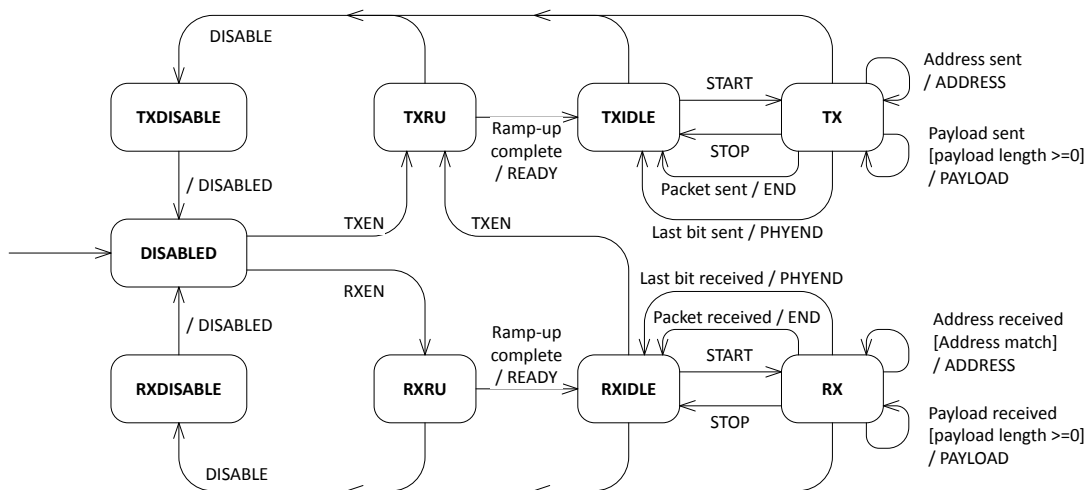 DISABLE
TXDISABLE
TXRU
Ramp-up
complete
/ READY
TXIDLE
START
STOP
Packet sent / END
Last bit sent / PHYEND
TX
Address sent
/ ADDRESS
Payload sent
[payload length >=0]
/ PAYLOAD
/ DISABLED
DISABLED
TXEN
TXEN
RXEN
/ DISABLED
RXDISABLE
RXRU
Ramp-up
complete
/ READY
RXIDLE
Last bit received / PHYEND
Packet received / END
START
STOP
RX
Address received
[Address match]
/ ADDRESS
Payload received
[payload length >=0]
/ PAYLOAD
DISABLE